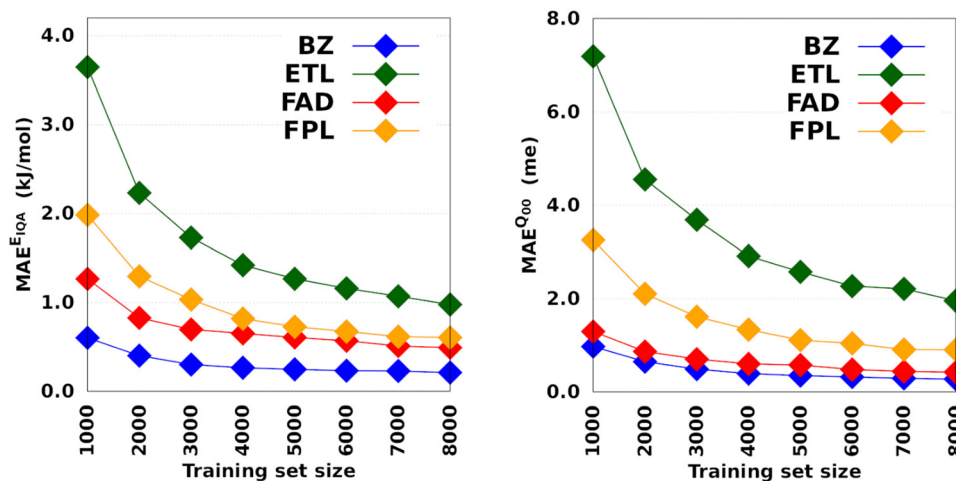 4.0
3.0
2.0
1.0
0.0
MAE^E_IQA (kJ/mol)
BZ
ETL
FAD
FPL
1000
2000
3000
4000
5000
6000
7000
8000
Training set size
8.0
6.0
4.0
2.0
0.0
MAE^Q_00 (me)
BZ
ETL
FAD
FPL
1000
2000
3000
4000
5000
6000
7000
8000
Training set size